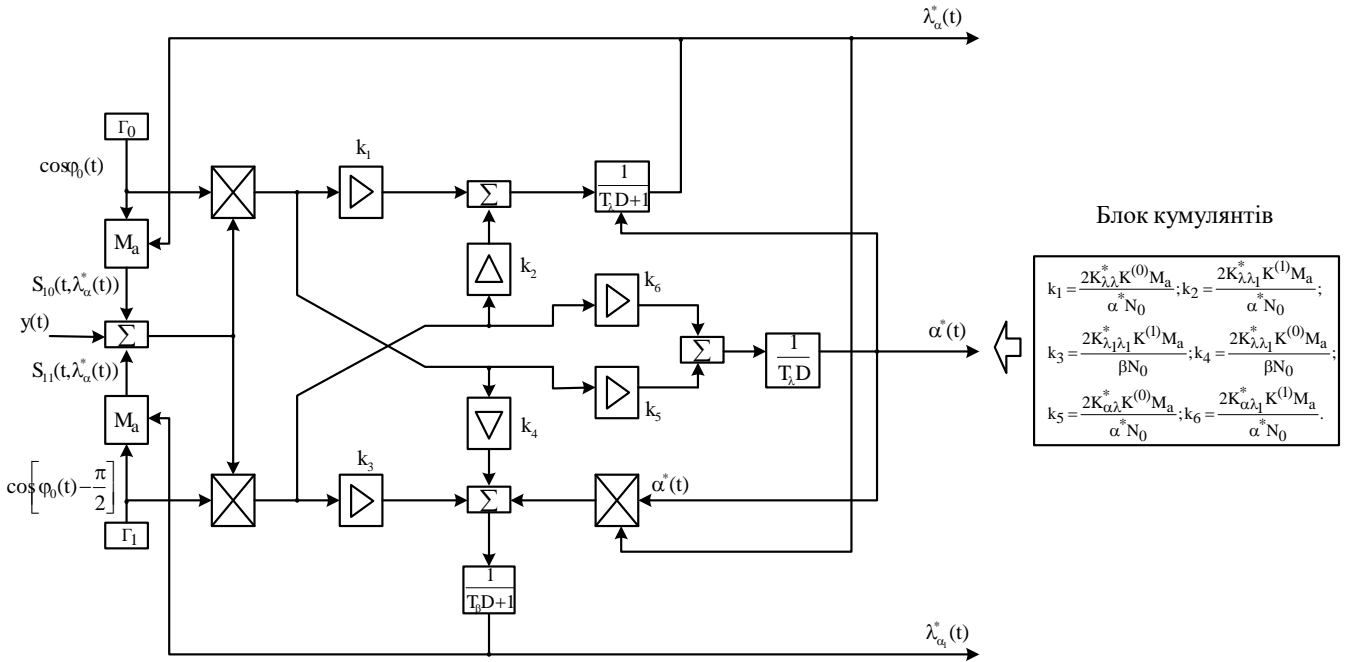 λ*α(t)
Γ₀
cosφ₀(t)
k₁
Σ
1
TλD+1
Mₐ
k₂
k₆
S₁₀(t,λ*α(t))
y(t)
Σ
S₁₁(t,λ*α(t))
Σ
1
TλD
α*(t)
Mₐ
k₅
k₄
cos[φ₀(t)−π/2]
k₃
Σ
α*(t)
Γ₁
1
TβD+1
λ*α₁(t)
Блок кумулянтів
k₁=2K*λλK⁽⁰⁾Mₐ/α*N₀;k₂=2K*λλ₁K⁽¹⁾Mₐ/α*N₀;
k₃=2K*λ₁λ₁K⁽¹⁾Mₐ/βN₀;k₄=2K*λλ₁K⁽⁰⁾Mₐ/βN₀;
k₅=2K*αλK⁽⁰⁾Mₐ/α*N₀;k₆=2K*αλ₁K⁽¹⁾Mₐ/α*N₀.